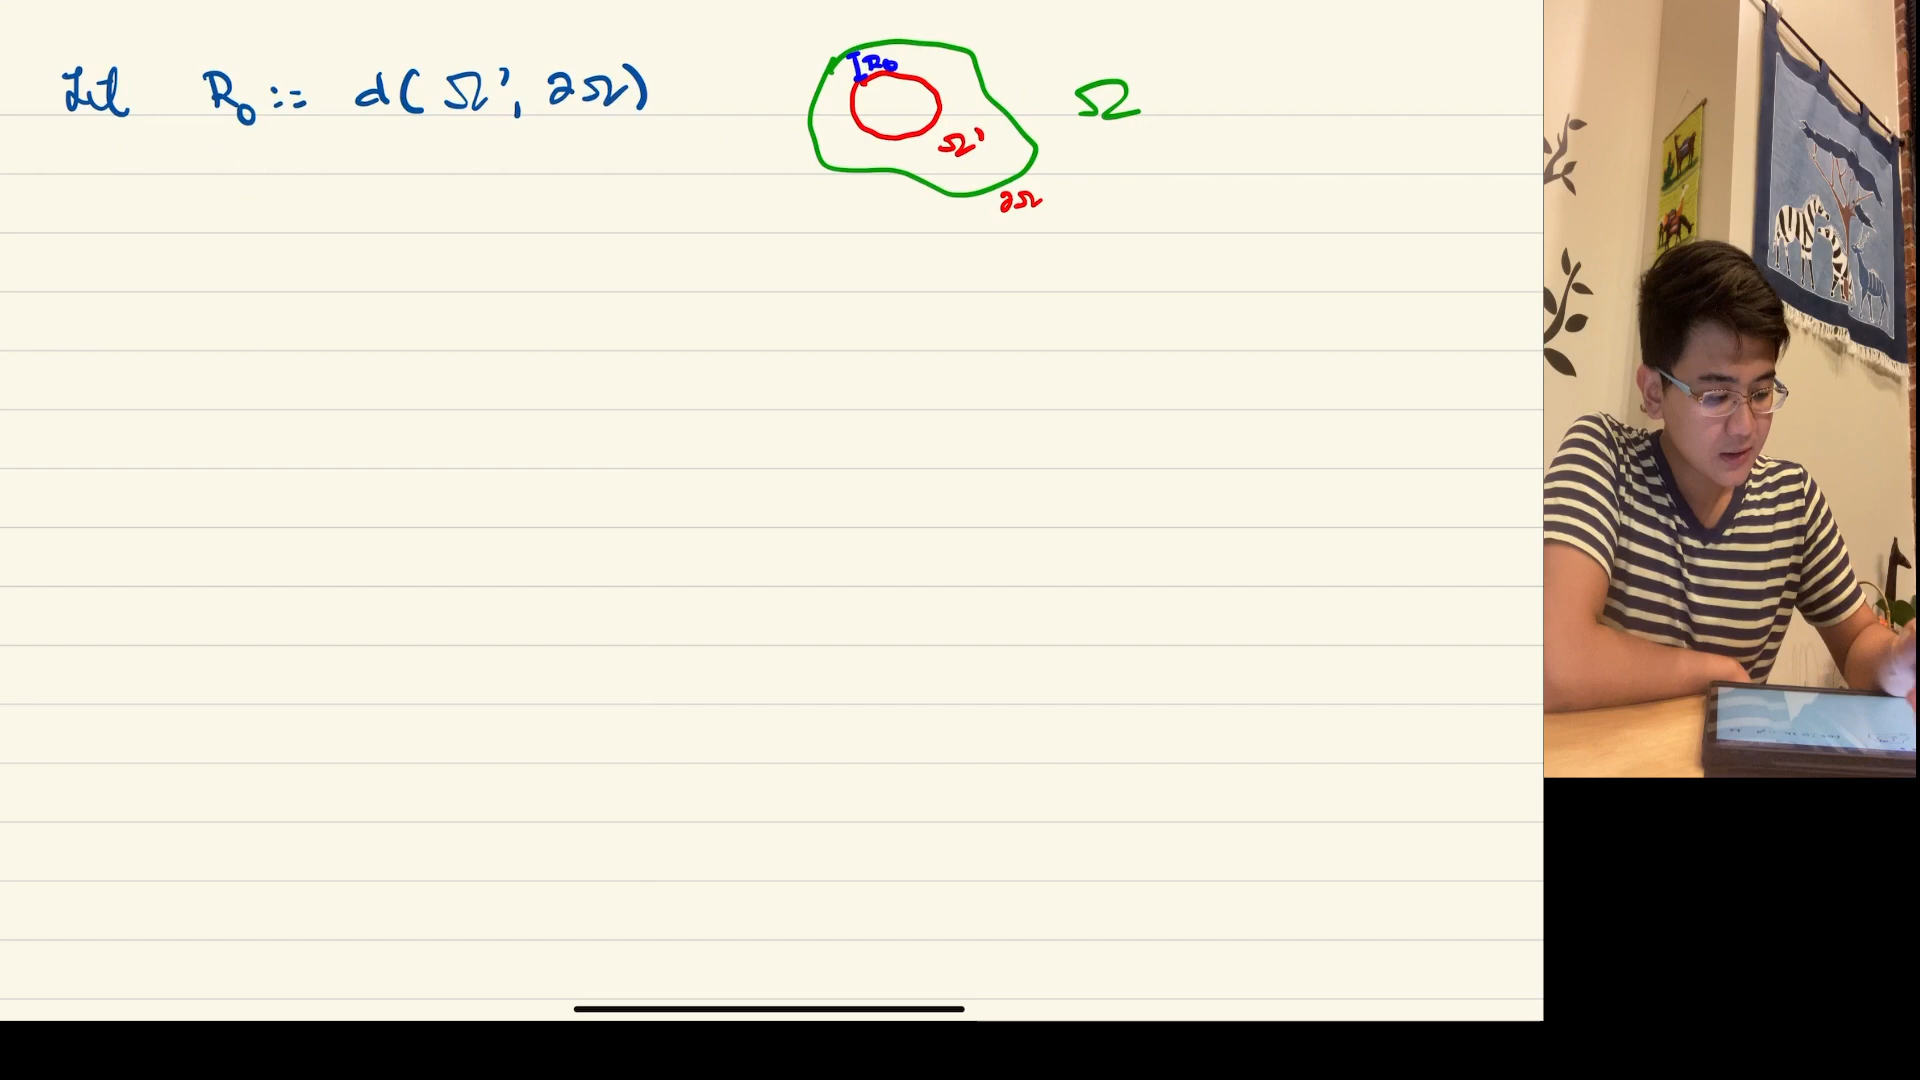 Let R₀ := d(Ω', ∂Ω)
R₀
Ω
Ω'
∂Ω